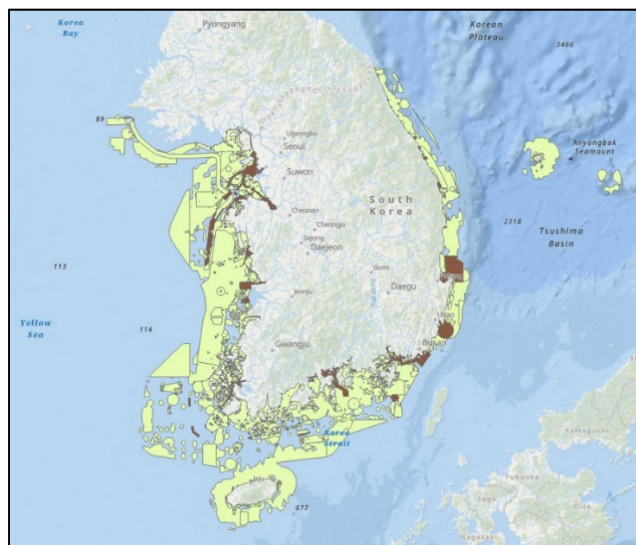 Korea
Bay
Pyongyang
Korean
Plateau
3466
89
Uijeongbu
Seoul
Anyongbok
Seamount
Suwon
South
Korea
Cheonan
Cheongju
2318
Tsushima
Basin
Sejong
Daejeon
113
Gumi
Jeonju
Daegu
Yellow
Sea
114
Ulsan
Gwangju
Busan
Korea
Strait
Yamaguchi
Jeju
Fukuoka
677
Saga
Oita
Nagasaki